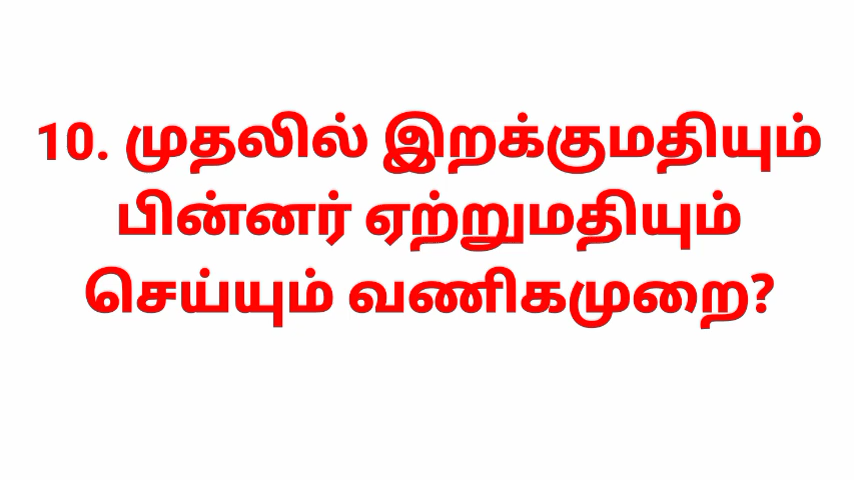 10. முதலில் இறக்குமதியும்
பின்னர் ஏற்றுமதியும்
செய்யும் வணிகமுறை?